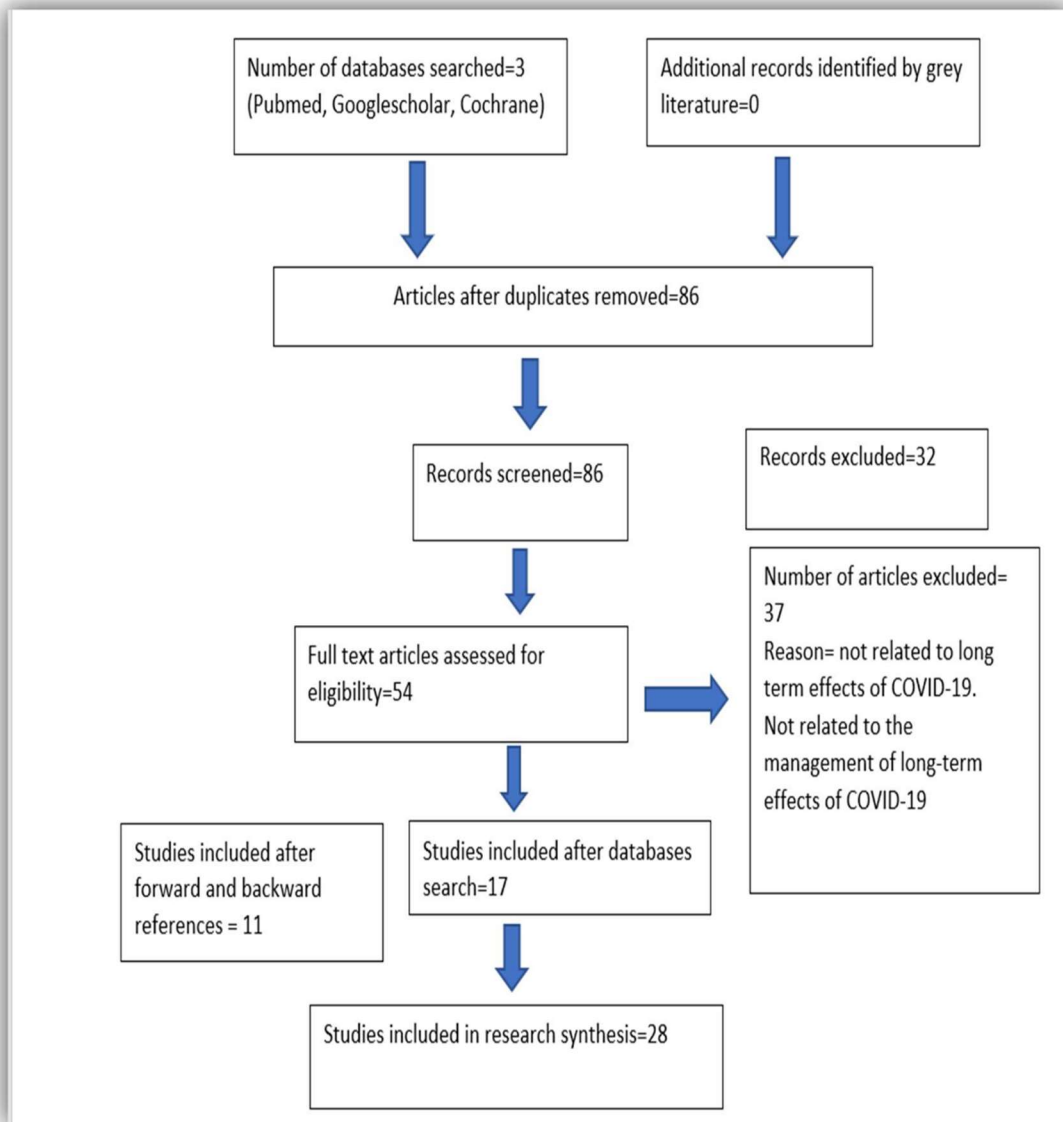 Number of databases searched=3
(Pubmed, Googlescholar, Cochrane)
Additional records identified by grey
literature=0
Articles after duplicates removed=86
Records screened=86
Records excluded=32
Full text articles assessed for
eligibility=54
Number of articles excluded=
37
Reason= not related to long
term effects of COVID-19.
Not related to the
management of long-term
effects of COVID-19
Studies included after
forward and backward
references = 11
Studies included after databases
search=17
Studies included in research synthesis=28